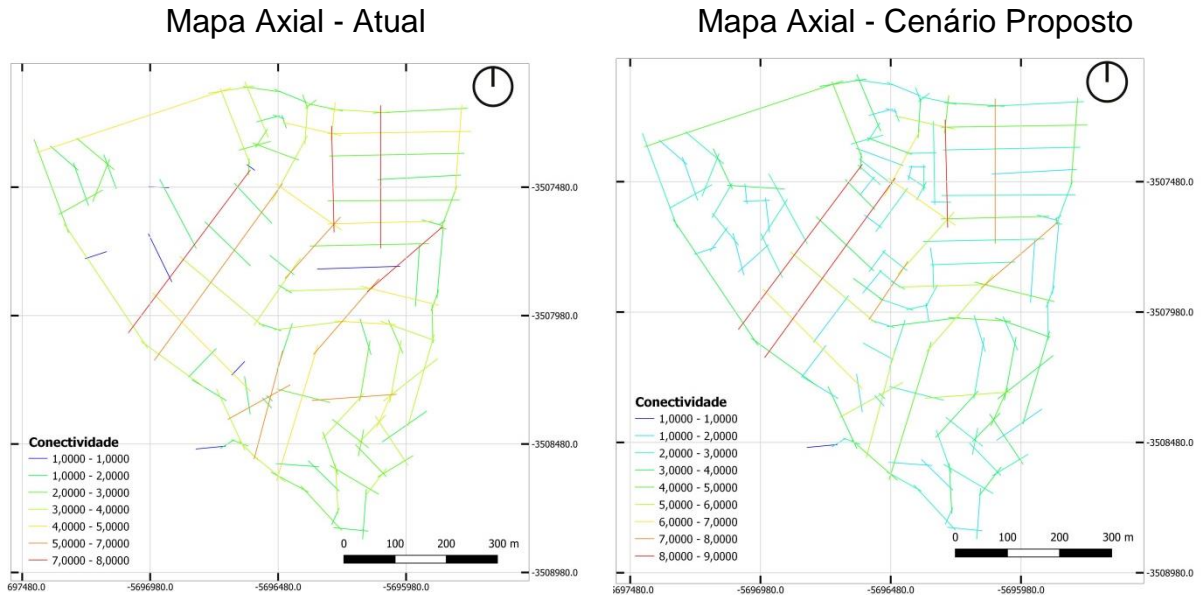 Mapa Axial - Atual
-3507480.0
-3507980.0
-3508480.0
-3508980.0
Conectividade
1,0000 - 1,0000
1,0000 - 2,0000
2,0000 - 3,0000
3,0000 - 4,0000
4,0000 - 5,0000
5,0000 - 7,0000
7,0000 - 8,0000
0 100 200 300 m
697480.0 -5696980.0 -5696480.0 -5695980.0
Mapa Axial - Cenário Proposto
-3507480.0
-3507980.0
-3508480.0
-3508980.0
Conectividade
1,0000 - 1,0000
1,0000 - 2,0000
2,0000 - 3,0000
3,0000 - 4,0000
4,0000 - 5,0000
5,0000 - 6,0000
6,0000 - 7,0000
7,0000 - 8,0000
8,0000 - 9,0000
0 100 200 300 m
697480.0 -5696980.0 -5696480.0 -5695980.0